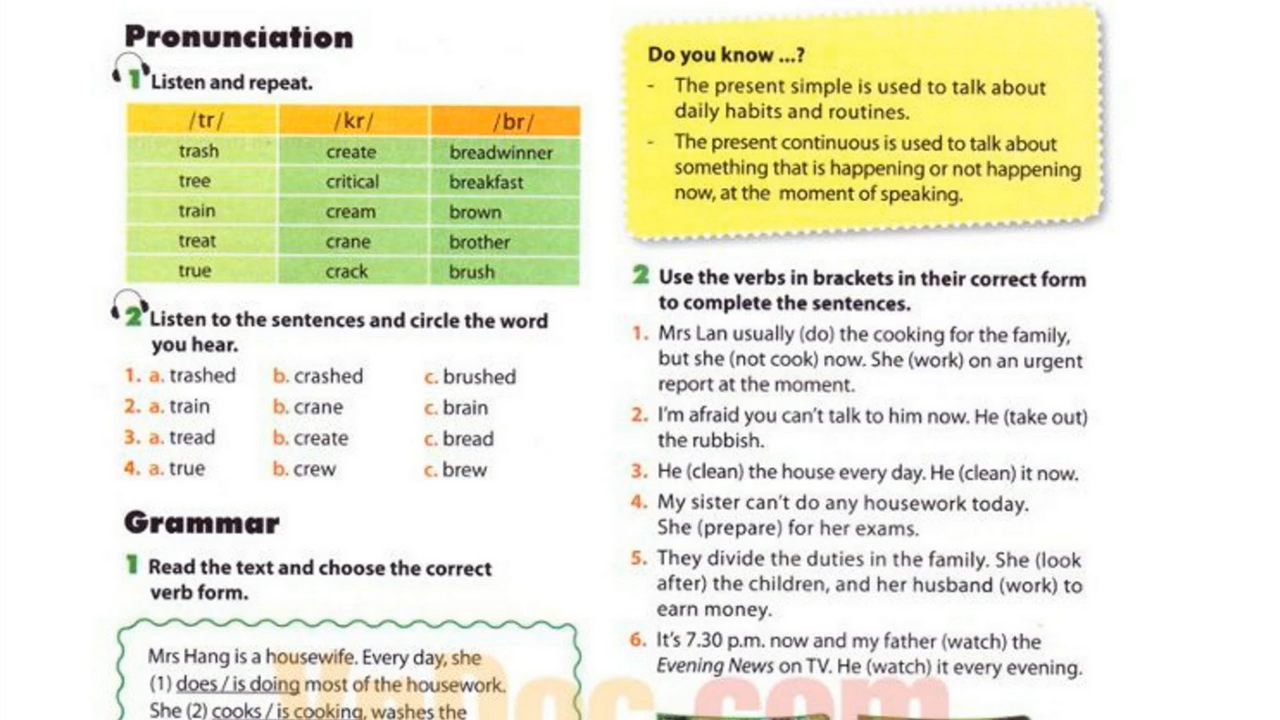 Pronunciation
1 Listen and repeat.
/tr/ /kr/ /br/
trash create breadwinner
tree critical breakfast
train cream brown
treat crane brother
true crack brush
2 Listen to the sentences and circle the word
you hear.
1. a. trashed b. crashed c. brushed
2. a. train b. crane c. brain
3. a. tread b. create c. bread
4. a. true b. crew c. brew
Grammar
1 Read the text and choose the correct
verb form.
Mrs Hang is a housewife. Every day, she
(1) does / is doing most of the housework.
She (2) cooks / is cooking, washes the
Do you know ...?
- The present simple is used to talk about
daily habits and routines.
- The present continuous is used to talk about
something that is happening or not happening
now, at the moment of speaking.
2 Use the verbs in brackets in their correct form
to complete the sentences.
1. Mrs Lan usually (do) the cooking for the family,
but she (not cook) now. She (work) on an urgent
report at the moment.
2. I'm afraid you can't talk to him now. He (take out)
the rubbish.
3. He (clean) the house every day. He (clean) it now.
4. My sister can't do any housework today.
She (prepare) for her exams.
5. They divide the duties in the family. She (look
after) the children, and her husband (work) to
earn money.
6. It's 7.30 p.m. now and my father (watch) the
Evening News on TV. He (watch) it every evening.